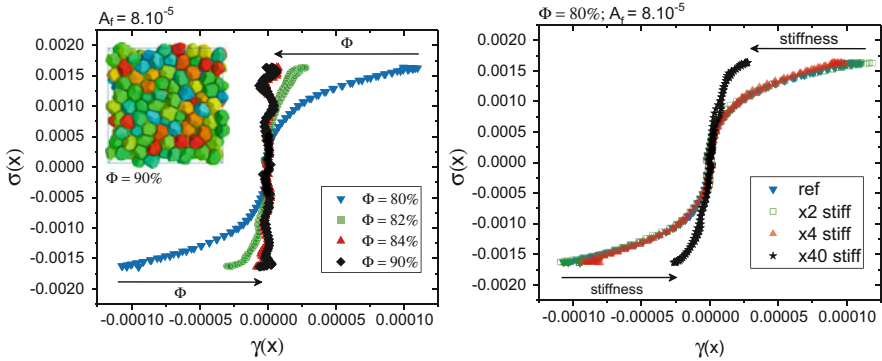 A_f = 8.10^-5
0.0020
0.0015
0.0010
0.0005
0.0000
-0.0005
-0.0010
-0.0015
-0.0020
σ(x)
Φ
Φ = 90%
Φ = 80%
Φ = 82%
Φ = 84%
Φ = 90%
Φ
-0.00010 -0.00005 0.00000 0.00005 0.00010
γ(x)
Φ = 80%; A_f = 8.10^-5
0.0020
0.0015
0.0010
0.0005
0.0000
-0.0005
-0.0010
-0.0015
-0.0020
σ(x)
stiffness
ref
x2 stiff
x4 stiff
x40 stiff
stiffness
-0.00010 -0.00005 0.00000 0.00005 0.00010
γ(x)